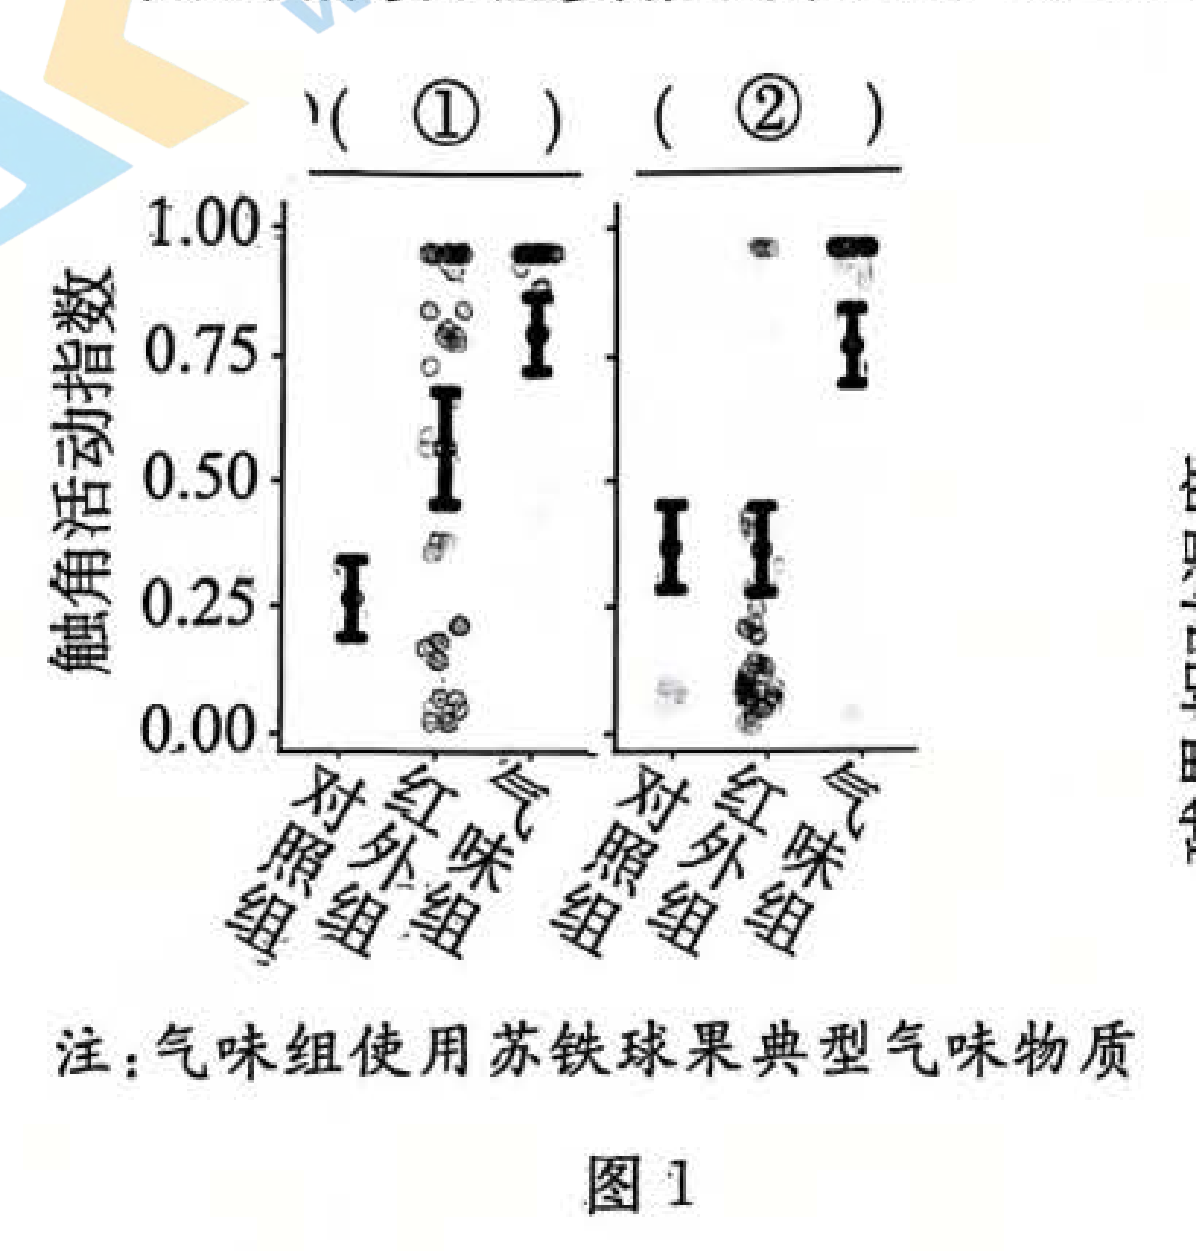 ( ① ) ( ② )
触角活动指数
1.00
0.75
0.50
0.25
0.00
对照组 红外组 气味组 对照组 红外组 气味组
注:气味组使用苏铁球果典型气味物质
图 1